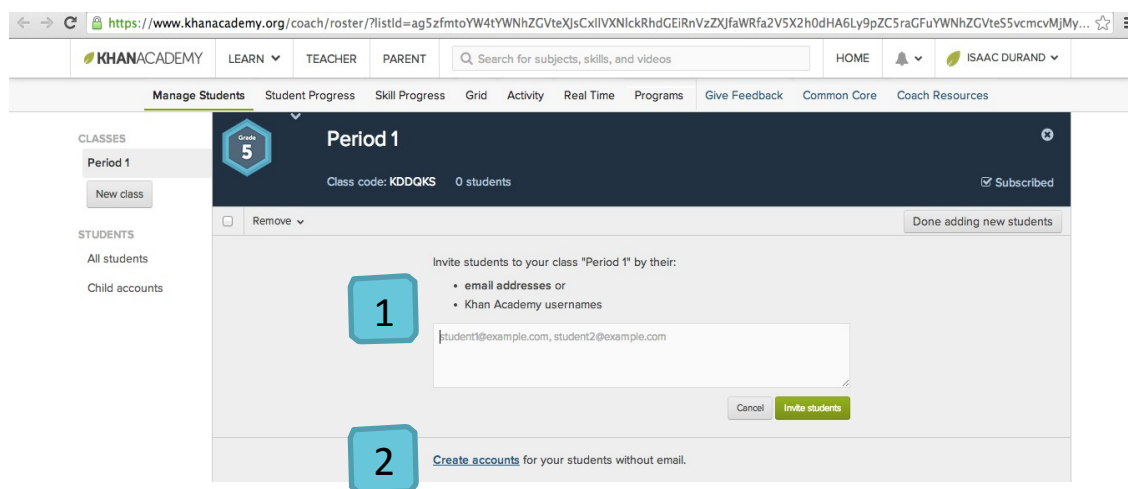 https://www.khanacademy.org/coach/roster/?listId=
KHANACADEMY LEARN TEACHER PARENT Search for subjects, skills, and videos HOME ISAAC DURAND
Manage Students Student Progress Skill Progress Grid Activity Real Time Programs Give Feedback Common Core Coach Resources
CLASSES
Period 1
New class
STUDENTS
All students
Child accounts
Grade
5
Period 1
Class code: KDDQKS 0 students
Subscribed
Remove
Done adding new students
1
Invite students to your class "Period 1" by their:
• email addresses or
• Khan Academy usernames
student1@example.com, student2@example.com
Cancel Invite students
2
Create accounts for your students without email.